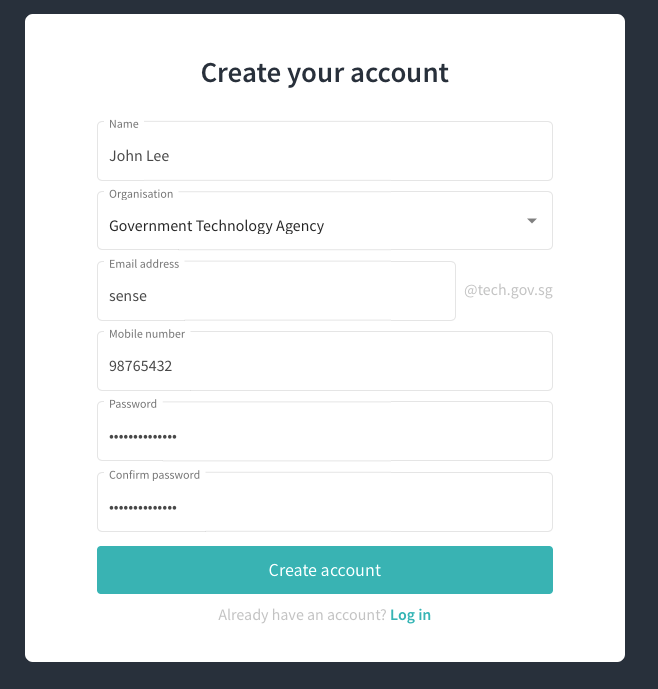 Create your account
Name
John Lee
Organisation
Government Technology Agency
Email address
sense
@tech.gov.sg
Mobile number
98765432
Password
••••••••••••••
Confirm password
••••••••••••••
Create account
Already have an account? Log in